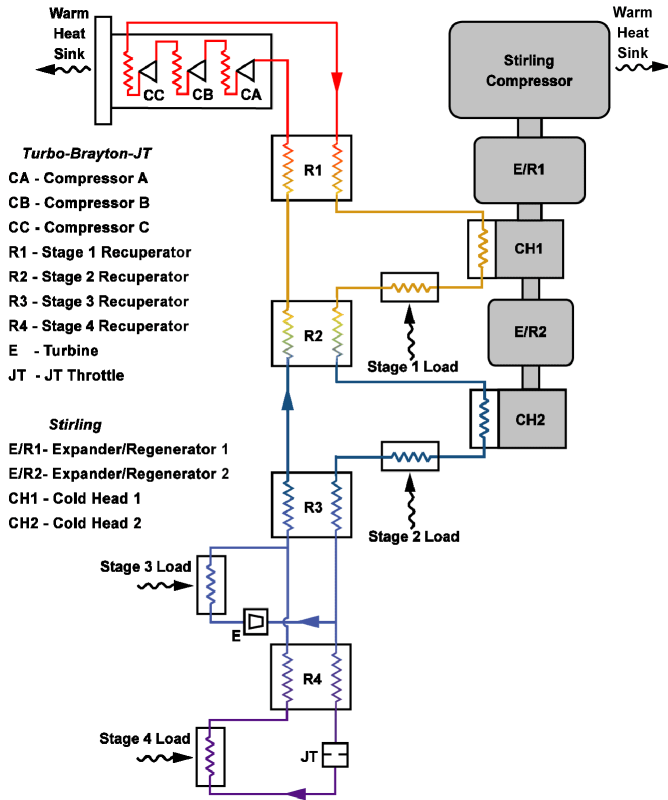 Warm
Heat
Sink
CC
CB
CA
Stirling
Compressor
Warm
Heat
Sink
Turbo-Brayton-JT
CA - Compressor A
CB - Compressor B
CC - Compressor C
R1 - Stage 1 Recuperator
R2 - Stage 2 Recuperator
R3 - Stage 3 Recuperator
R4 - Stage 4 Recuperator
E - Turbine
JT - JT Throttle
Stirling
E/R1- Expander/Regenerator 1
E/R2- Expander/Regenerator 2
CH1 - Cold Head 1
CH2 - Cold Head 2
R1
E/R1
CH1
R2
Stage 1 Load
E/R2
CH2
R3
Stage 2 Load
Stage 3 Load
E
R4
Stage 4 Load
JT